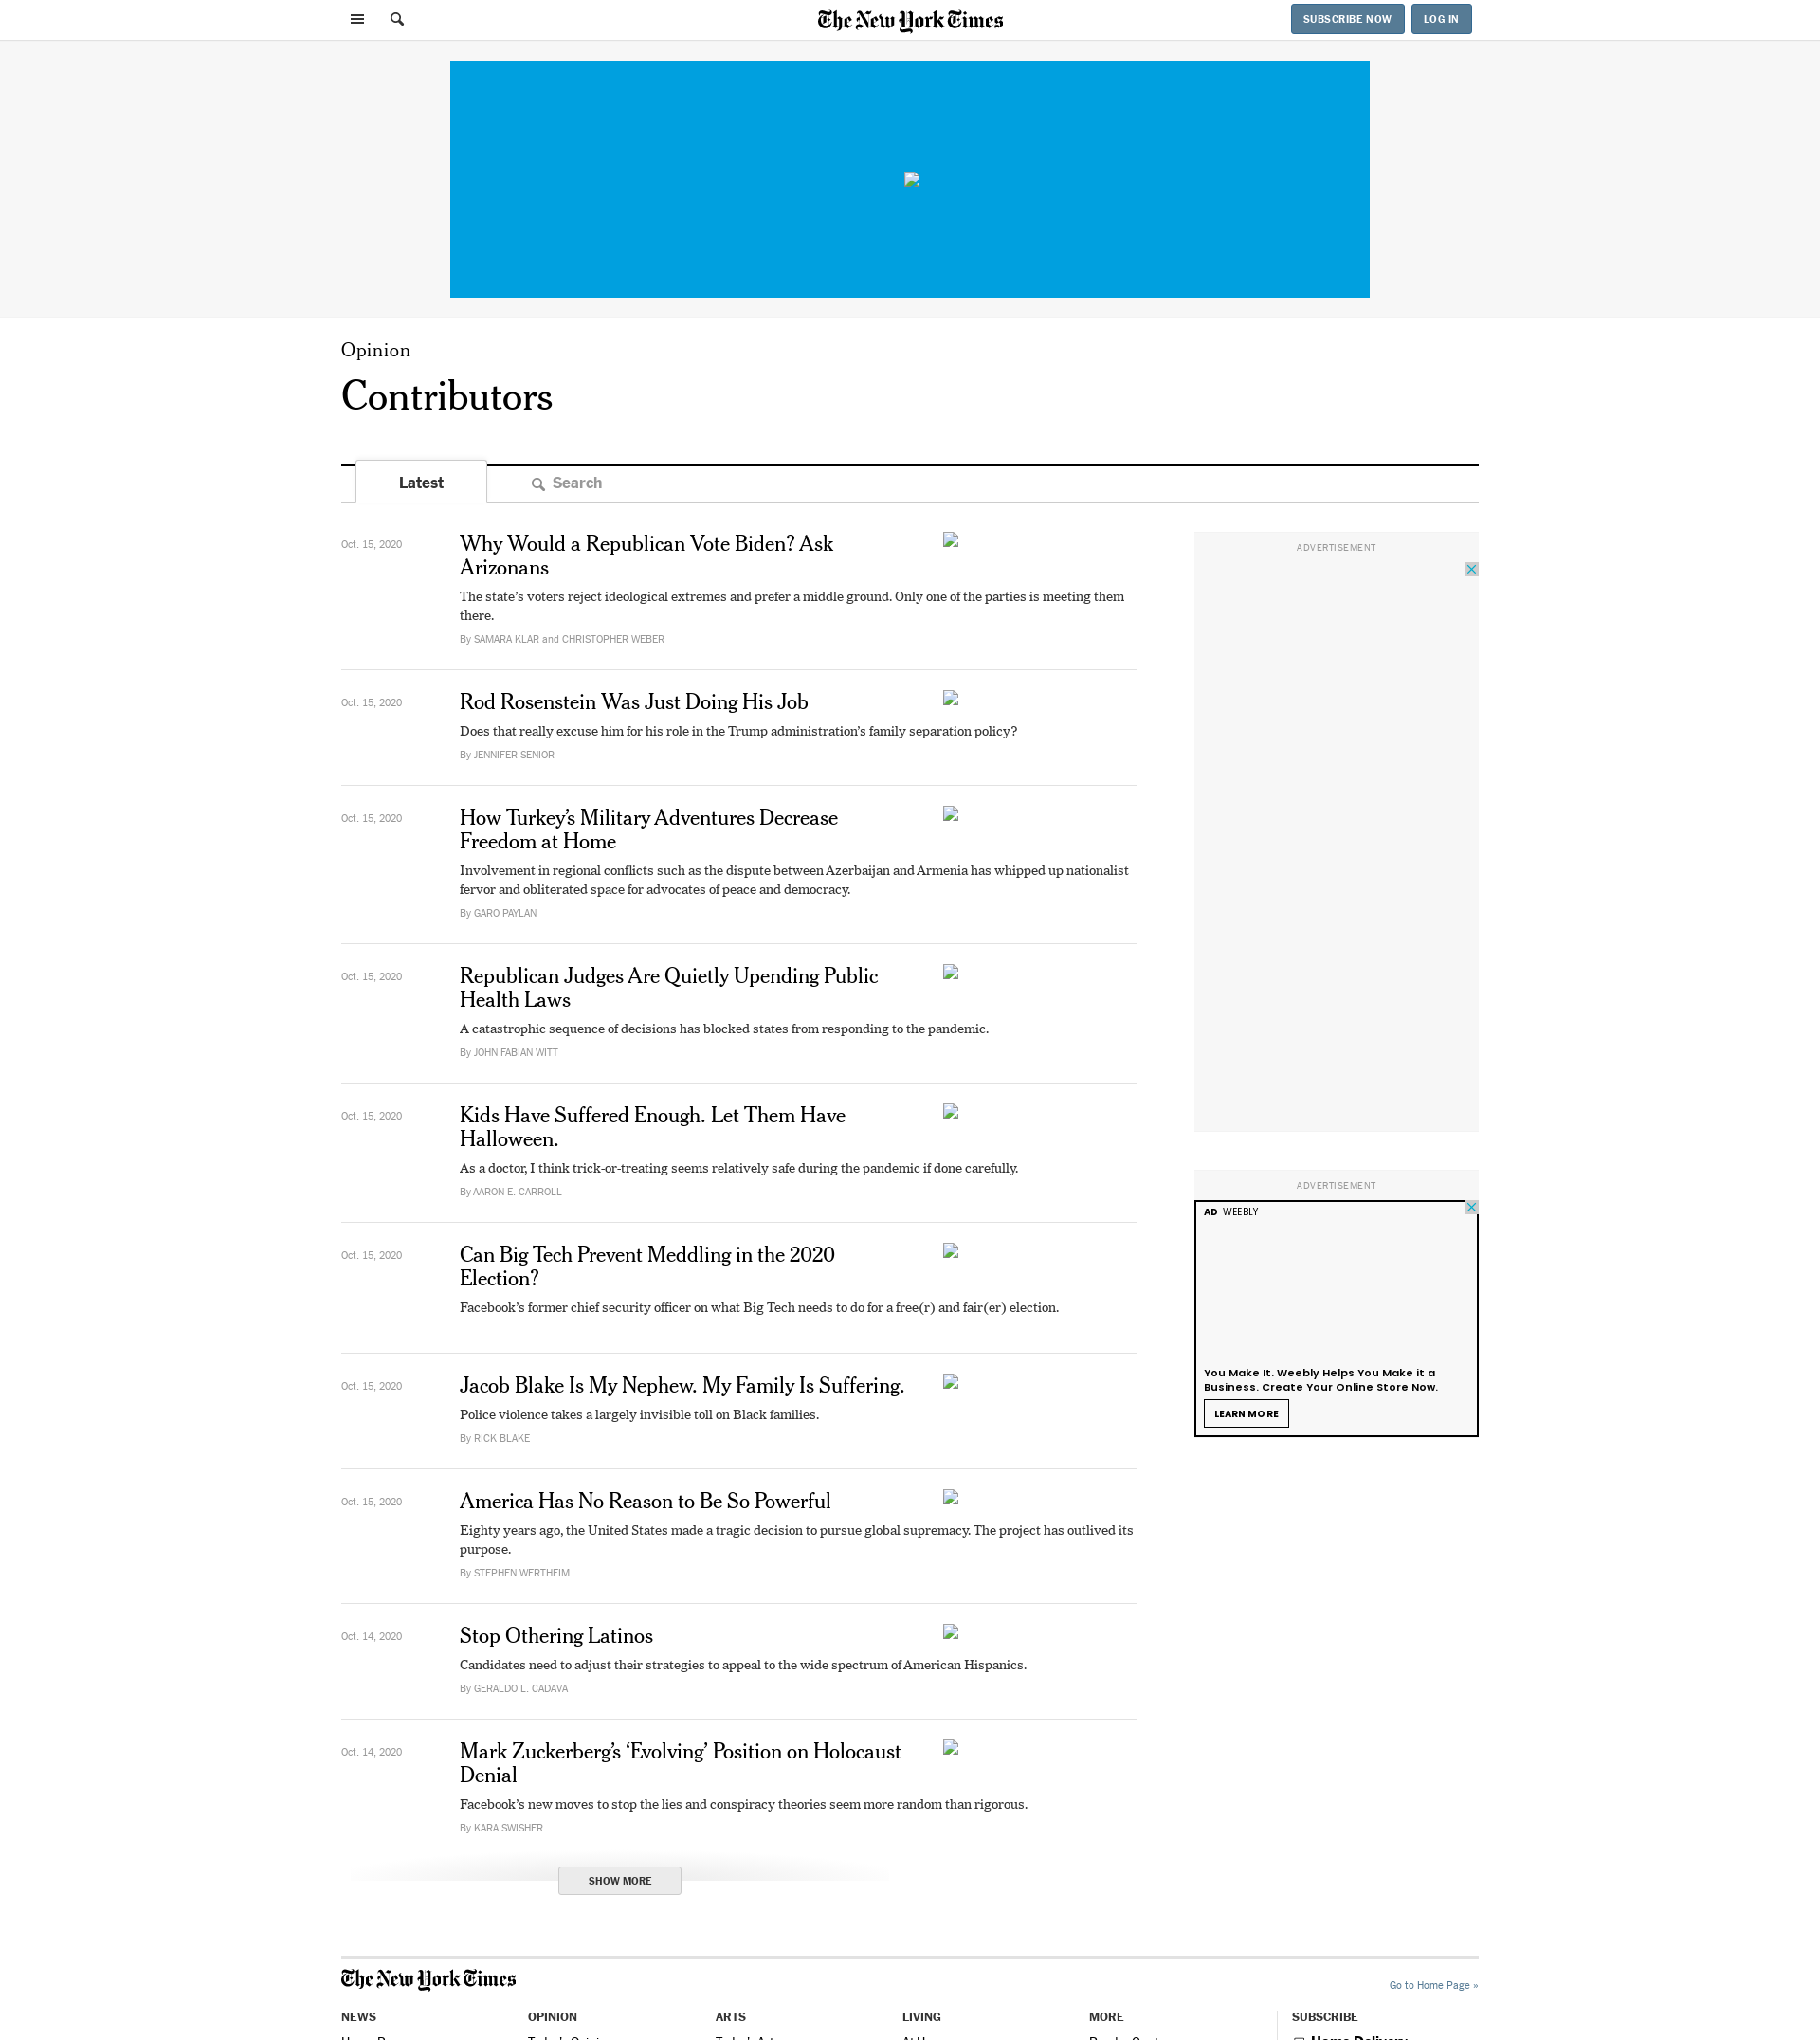 The New York Times
SUBSCRIBE NOW
LOG IN
Opinion
Contributors
Latest
Search
Oct. 15, 2020
Why Would a Republican Vote Biden? Ask
Arizonans
The state’s voters reject ideological extremes and prefer a middle ground. Only one of the parties is meeting them
there.
By SAMARA KLAR and CHRISTOPHER WEBER
Oct. 15, 2020
Rod Rosenstein Was Just Doing His Job
Does that really excuse him for his role in the Trump administration’s family separation policy?
By JENNIFER SENIOR
Oct. 15, 2020
How Turkey’s Military Adventures Decrease
Freedom at Home
Involvement in regional conflicts such as the dispute between Azerbaijan and Armenia has whipped up nationalist
fervor and obliterated space for advocates of peace and democracy.
By GARO PAYLAN
Oct. 15, 2020
Republican Judges Are Quietly Upending Public
Health Laws
A catastrophic sequence of decisions has blocked states from responding to the pandemic.
By JOHN FABIAN WITT
Oct. 15, 2020
Kids Have Suffered Enough. Let Them Have
Halloween.
As a doctor, I think trick-or-treating seems relatively safe during the pandemic if done carefully.
By AARON E. CARROLL
Oct. 15, 2020
Can Big Tech Prevent Meddling in the 2020
Election?
Facebook’s former chief security officer on what Big Tech needs to do for a free(r) and fair(er) election.
Oct. 15, 2020
Jacob Blake Is My Nephew. My Family Is Suffering.
Police violence takes a largely invisible toll on Black families.
By RICK BLAKE
Oct. 15, 2020
America Has No Reason to Be So Powerful
Eighty years ago, the United States made a tragic decision to pursue global supremacy. The project has outlived its
purpose.
By STEPHEN WERTHEIM
Oct. 14, 2020
Stop Othering Latinos
Candidates need to adjust their strategies to appeal to the wide spectrum of American Hispanics.
By GERALDO L. CADAVA
Oct. 14, 2020
Mark Zuckerberg’s ‘Evolving’ Position on Holocaust
Denial
Facebook’s new moves to stop the lies and conspiracy theories seem more random than rigorous.
By KARA SWISHER
SHOW MORE
ADVERTISEMENT
ADVERTISEMENT
AD WEEBLY
You Make It. Weebly Helps You Make it a
Business. Create Your Online Store Now.
LEARN MORE
The New York Times
Go to Home Page »
NEWS
OPINION
ARTS
LIVING
MORE
SUBSCRIBE
Home Delivery